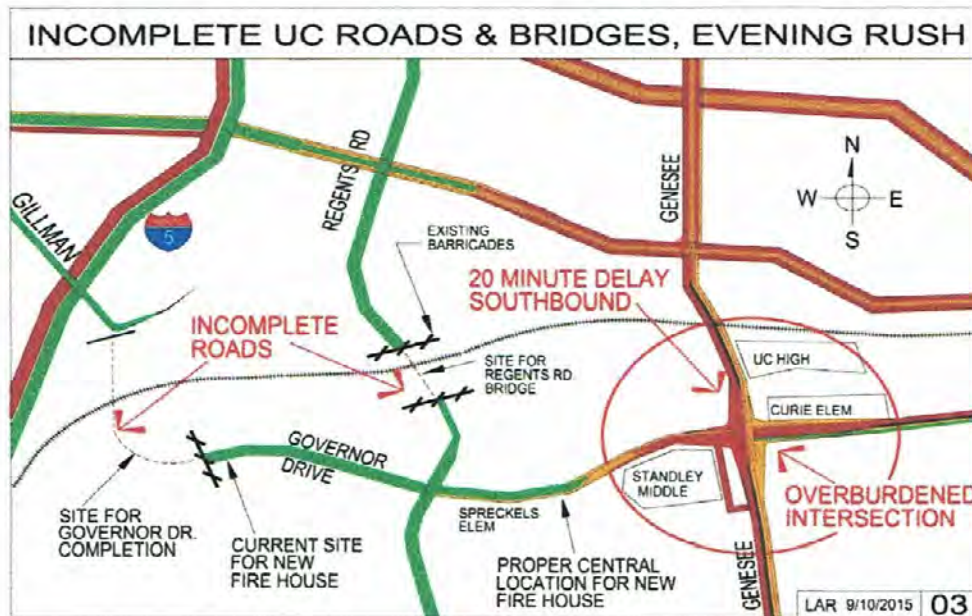 INCOMPLETE UC ROADS & BRIDGES, EVENING RUSH
REGENTS RD
GENESEE
N
W
E
S
GILLMAN
5
EXISTING
BARRICADES
20 MINUTE DELAY
SOUTHBOUND
INCOMPLETE
ROADS
SITE FOR
REGENTS RD.
BRIDGE
UC HIGH
CURIE ELEM
GOVERNOR
DRIVE
STANDLEY
MIDDLE
SPRECKELS
ELEM
OVERBURDENED
INTERSECTION
SITE FOR
GOVERNOR DR.
COMPLETION
CURRENT SITE
FOR NEW
FIRE HOUSE
PROPER CENTRAL
LOCATION FOR NEW
FIRE HOUSE
GENESEE
LAR 9/10/2015
03